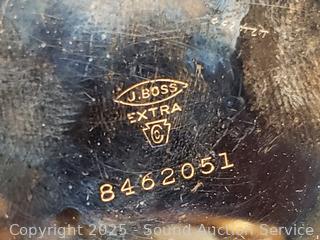 J. BOSS
EXTRA
C
8462051
Copyright 2025 - Sound Auction Service